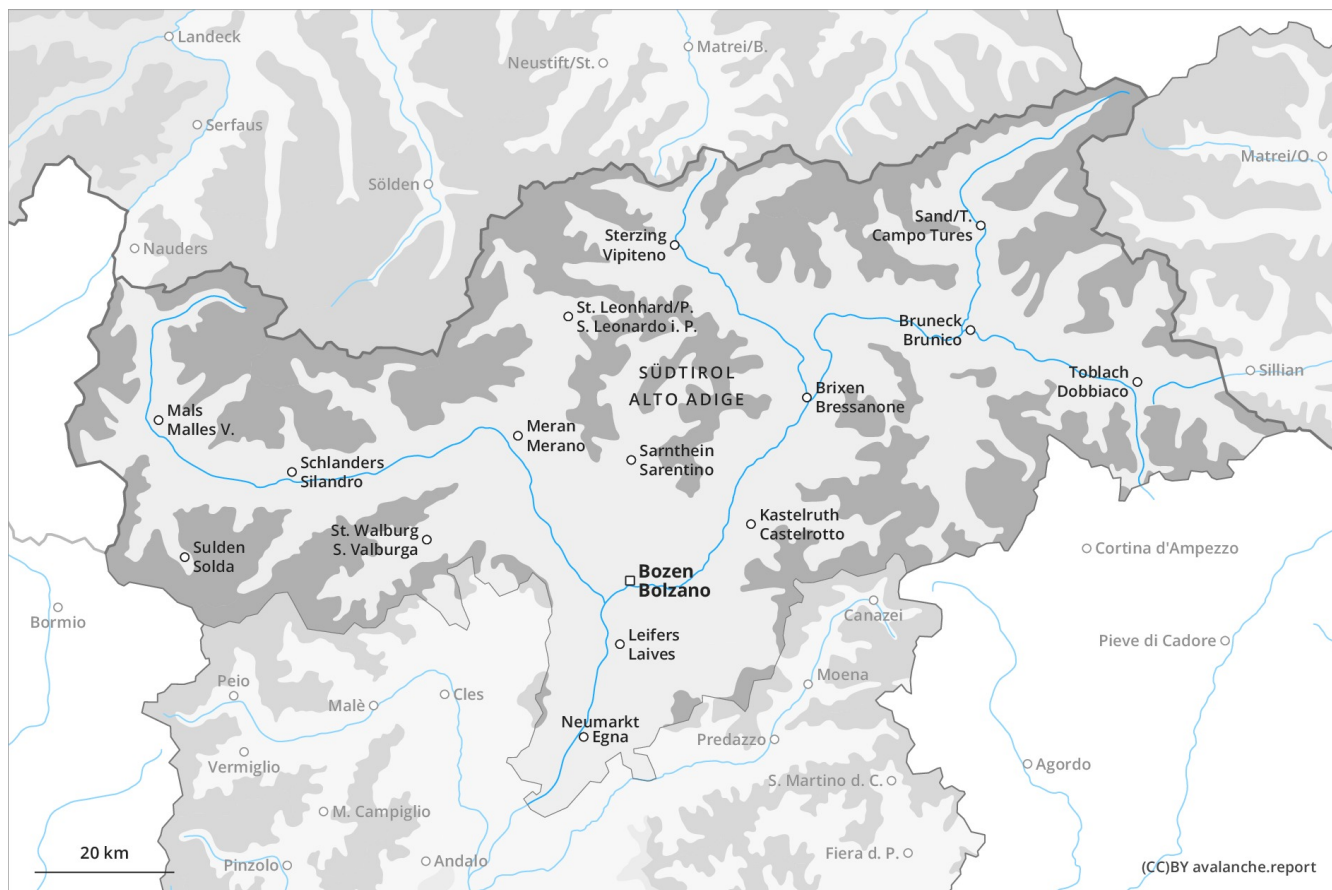 Landeck
Matrei/B.
Neustift/St.
Serfaus
Matrei/O.
Sölden
Sand/T.
Campo Tures
Nauders
Sterzing
Vipiteno
St. Leonhard/P.
S. Leonardo i. P.
Bruneck
Brunico
SÜDTIROL
ALTO ADIGE
Toblach
Dobbiaco
Sillian
Brixen
Bressanone
Mals
Malles V.
Meran
Merano
Sarnthein
Sarentino
Schlanders
Silandro
Kastelruth
Castelrotto
St. Walburg
S. Valburga
Sulden
Solda
Cortina d'Ampezzo
Bozen
Bolzano
Bormio
Canazei
Leifers
Laives
Pieve di Cadore
Peio
Moena
Malè
Cles
Neumarkt
Egna
Predazzo
Vermiglio
Agordo
S. Martino d. C.
M. Campiglio
20 km
Pinzolo
Andalo
Fiera d. P.
(CC)BY avalanche.report